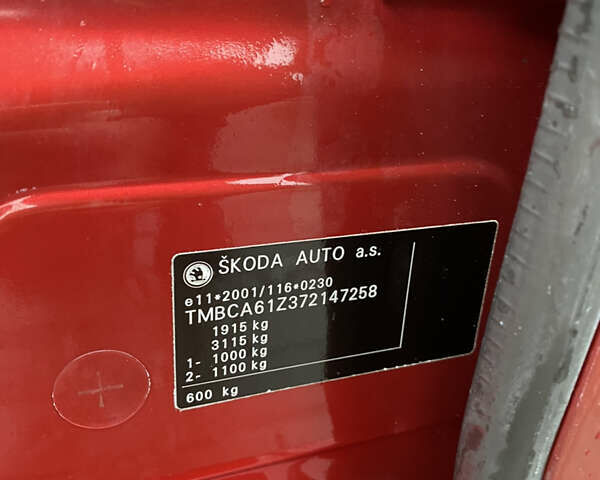 ŠKODA AUTO a.s.
e11*2001/116*0230
TMBCA61Z372147258
1915 kg
3115 kg
1- 1000 kg
2- 1100 kg
600 kg